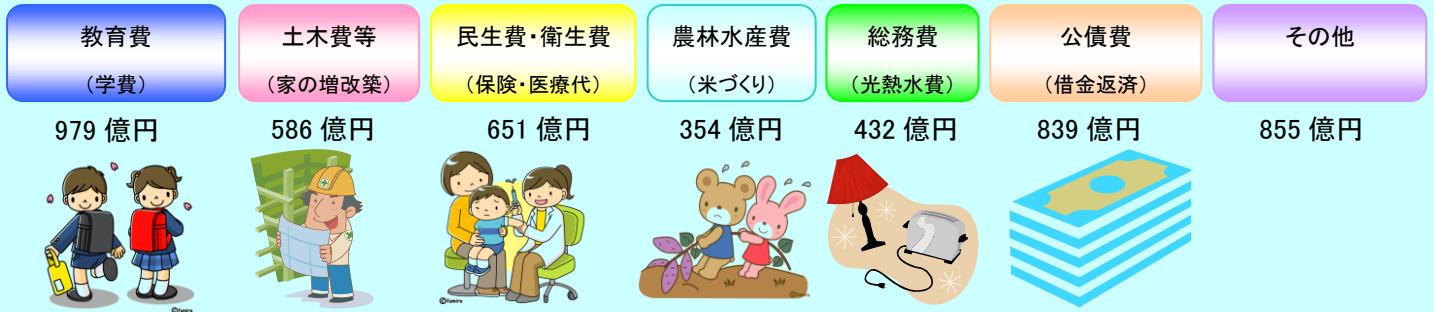 教育費
(学費)
979 億円
土木費等
(家の増改築)
586 億円
民生費・衛生費
(保険・医療代)
651 億円
農林水産費
(米づくり)
354 億円
総務費
(光熱水費)
432 億円
公債費
(借金返済)
839 億円
その他
855 億円
©fumira
©fumira
©fumira